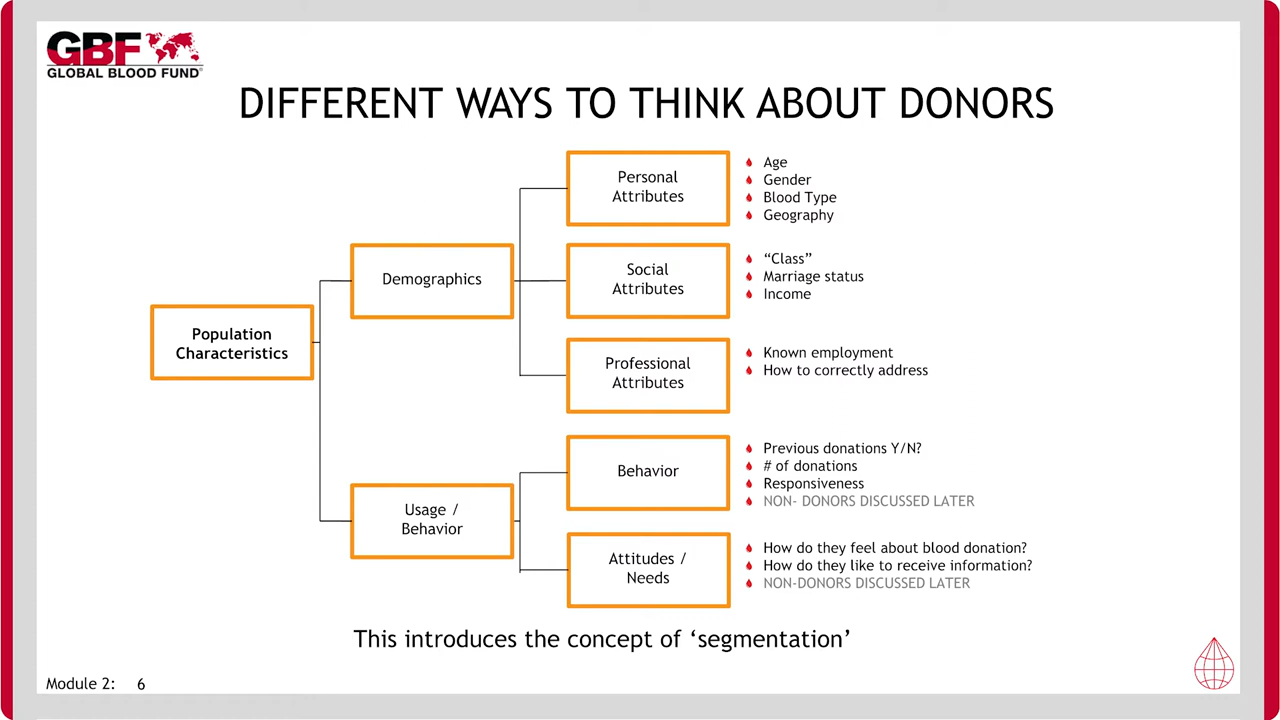 GBF
GLOBAL BLOOD FUND
DIFFERENT WAYS TO THINK ABOUT DONORS
Population
Characteristics
Demographics
Personal
Attributes
Age
Gender
Blood Type
Geography
Social
Attributes
“Class”
Marriage status
Income
Professional
Attributes
Known employment
How to correctly address
Usage /
Behavior
Behavior
Previous donations Y/N?
# of donations
Responsiveness
NON- DONORS DISCUSSED LATER
Attitudes /
Needs
How do they feel about blood donation?
How do they like to receive information?
NON-DONORS DISCUSSED LATER
This introduces the concept of ‘segmentation’
Module 2: 6